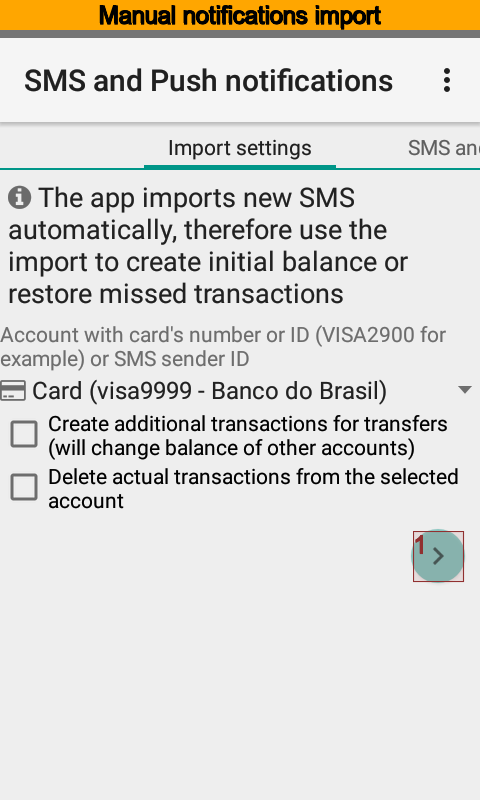 Manual notifications import
SMS and Push notifications
Import settings
SMS an
The app imports new SMS
automatically, therefore use the
import to create initial balance or
restore missed transactions
Account with card's number or ID (VISA2900 for
example) or SMS sender ID
Card (visa9999 - Banco do Brasil)
Create additional transactions for transfers
(will change balance of other accounts)
Delete actual transactions from the selected
account
1